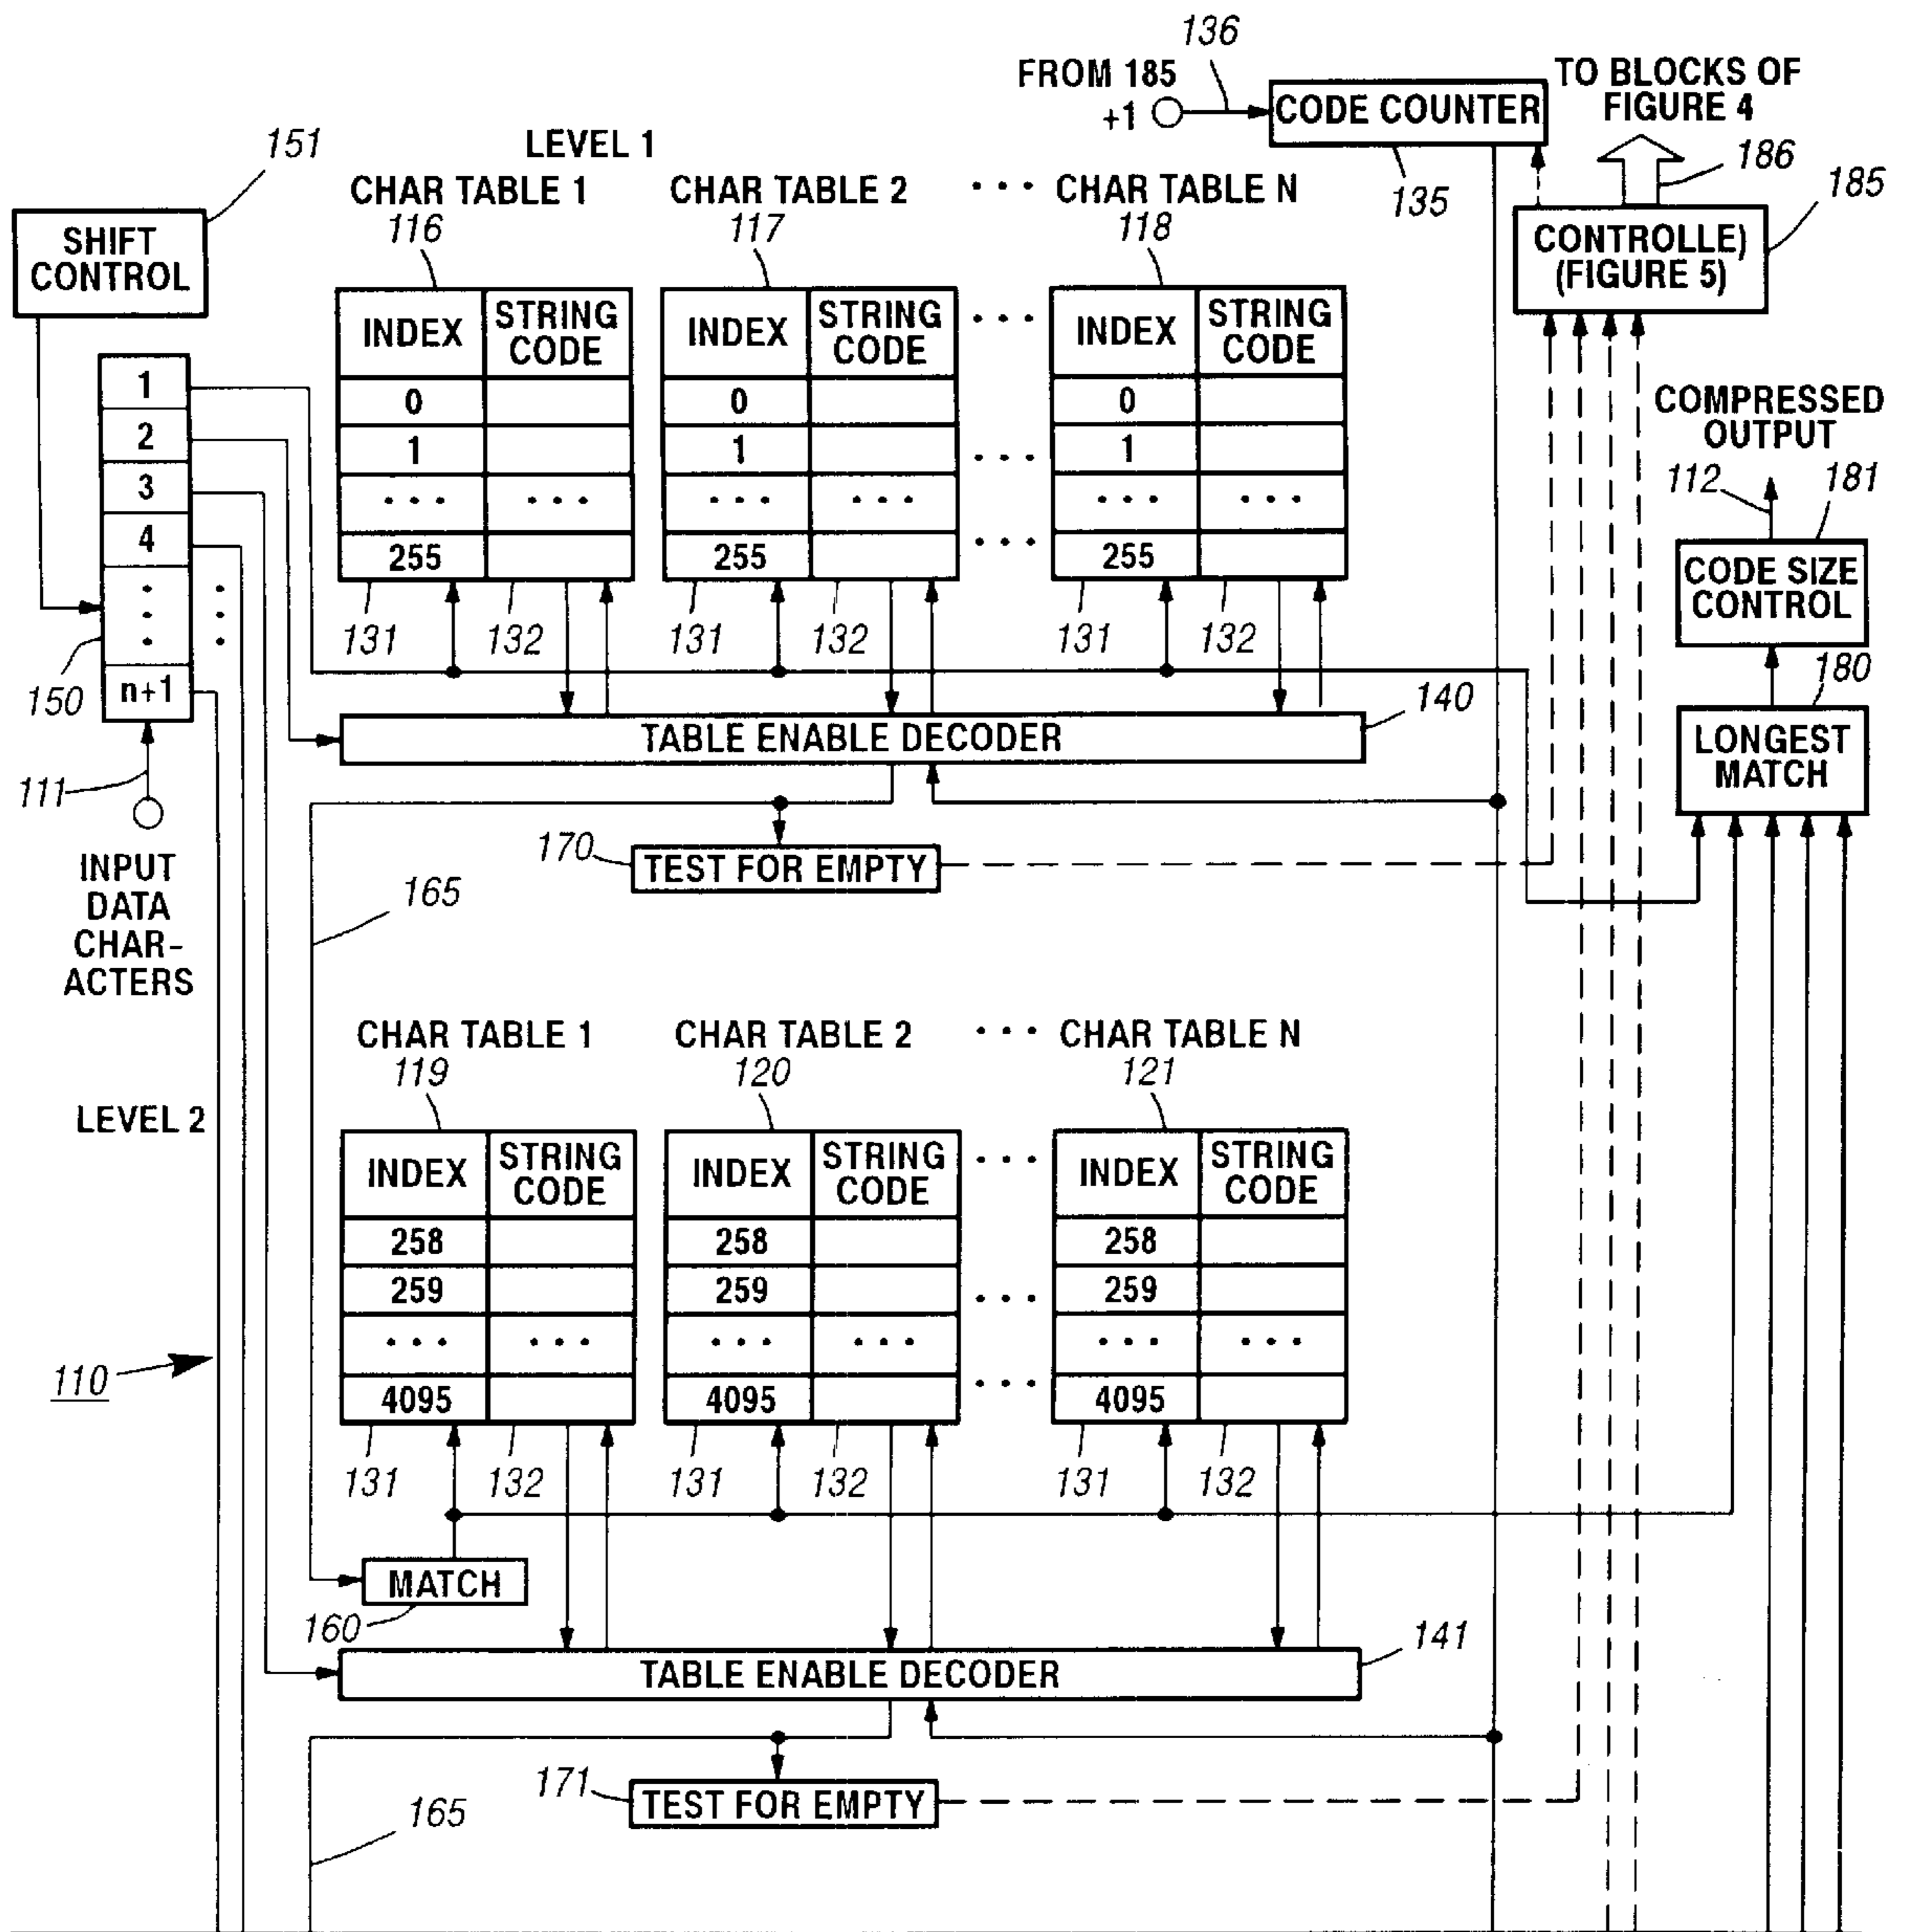 136
FROM 185
+1
CODE COUNTER
135
TO BLOCKS OF
FIGURE 4
186
185
CONTROLLE)
(FIGURE 5)
151
SHIFT
CONTROL
LEVEL 1
CHAR TABLE 1
116
CHAR TABLE 2
117
• • • CHAR TABLE N
118
INDEX STRING CODE
0
1
• • • • • •
255
131 132
INDEX STRING CODE
0
1
• • • • • •
255
131 132
• • •
• • •
• • •
INDEX STRING CODE
0
1
• • • • • •
255
131 132
1
2
3
4
•
•
•
n+1
150
111
INPUT
DATA
CHAR-
ACTERS
TABLE ENABLE DECODER
140
170
TEST FOR EMPTY
165
COMPRESSED
OUTPUT
112
181
CODE SIZE
CONTROL
180
LONGEST
MATCH
LEVEL 2
110
CHAR TABLE 1
119
CHAR TABLE 2
120
• • • CHAR TABLE N
121
INDEX STRING CODE
258
259
• • • • • •
4095
131 132
INDEX STRING CODE
258
259
• • • • • •
4095
131 132
• • •
• • •
• • •
INDEX STRING CODE
258
259
• • • • • •
4095
131 132
MATCH
160
TABLE ENABLE DECODER
141
171
TEST FOR EMPTY
165